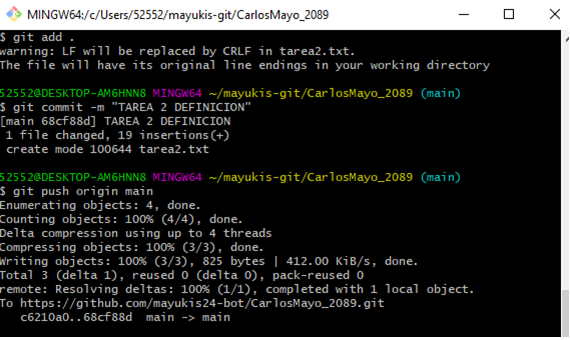 MINGW64:/c/Users/52552/mayukis-git/CarlosMayo_2089
$ git add .
warning: LF will be replaced by CRLF in tarea2.txt.
The file will have its original line endings in your working directory
52552@DESKTOP-AM6HNN8 MINGW64 ~/mayukis-git/CarlosMayo_2089 (main)
$ git commit -m "TAREA 2 DEFINICION"
[main 68cf88d] TAREA 2 DEFINICION
1 file changed, 19 insertions(+)
create mode 100644 tarea2.txt
52552@DESKTOP-AM6HNN8 MINGW64 ~/mayukis-git/CarlosMayo_2089 (main)
$ git push origin main
Enumerating objects: 4, done.
Counting objects: 100% (4/4), done.
Delta compression using up to 4 threads
Compressing objects: 100% (3/3), done.
Writing objects: 100% (3/3), 825 bytes | 412.00 KiB/s, done.
Total 3 (delta 1), reused 0 (delta 0), pack-reused 0
remote: Resolving deltas: 100% (1/1), completed with 1 local object.
To https://github.com/mayukis24-bot/CarlosMayo_2089.git
c6210a0..68cf88d main -> main